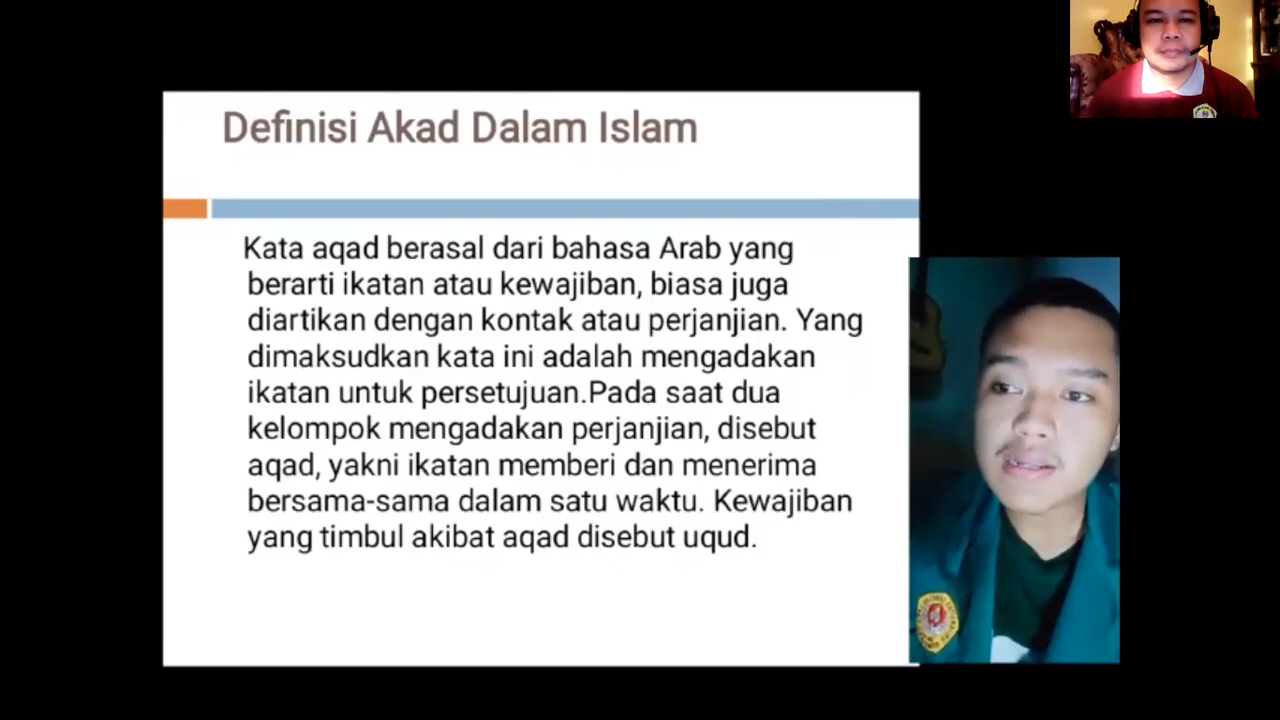 Definisi Akad Dalam Islam
Kata aqad berasal dari bahasa Arab yang
berarti ikatan atau kewajiban, biasa juga
diartikan dengan kontak atau perjanjian. Yang
dimaksudkan kata ini adalah mengadakan
ikatan untuk persetujuan.Pada saat dua
kelompok mengadakan perjanjian, disebut
aqad, yakni ikatan memberi dan menerima
bersama-sama dalam satu waktu. Kewajiban
yang timbul akibat aqad disebut uqud.